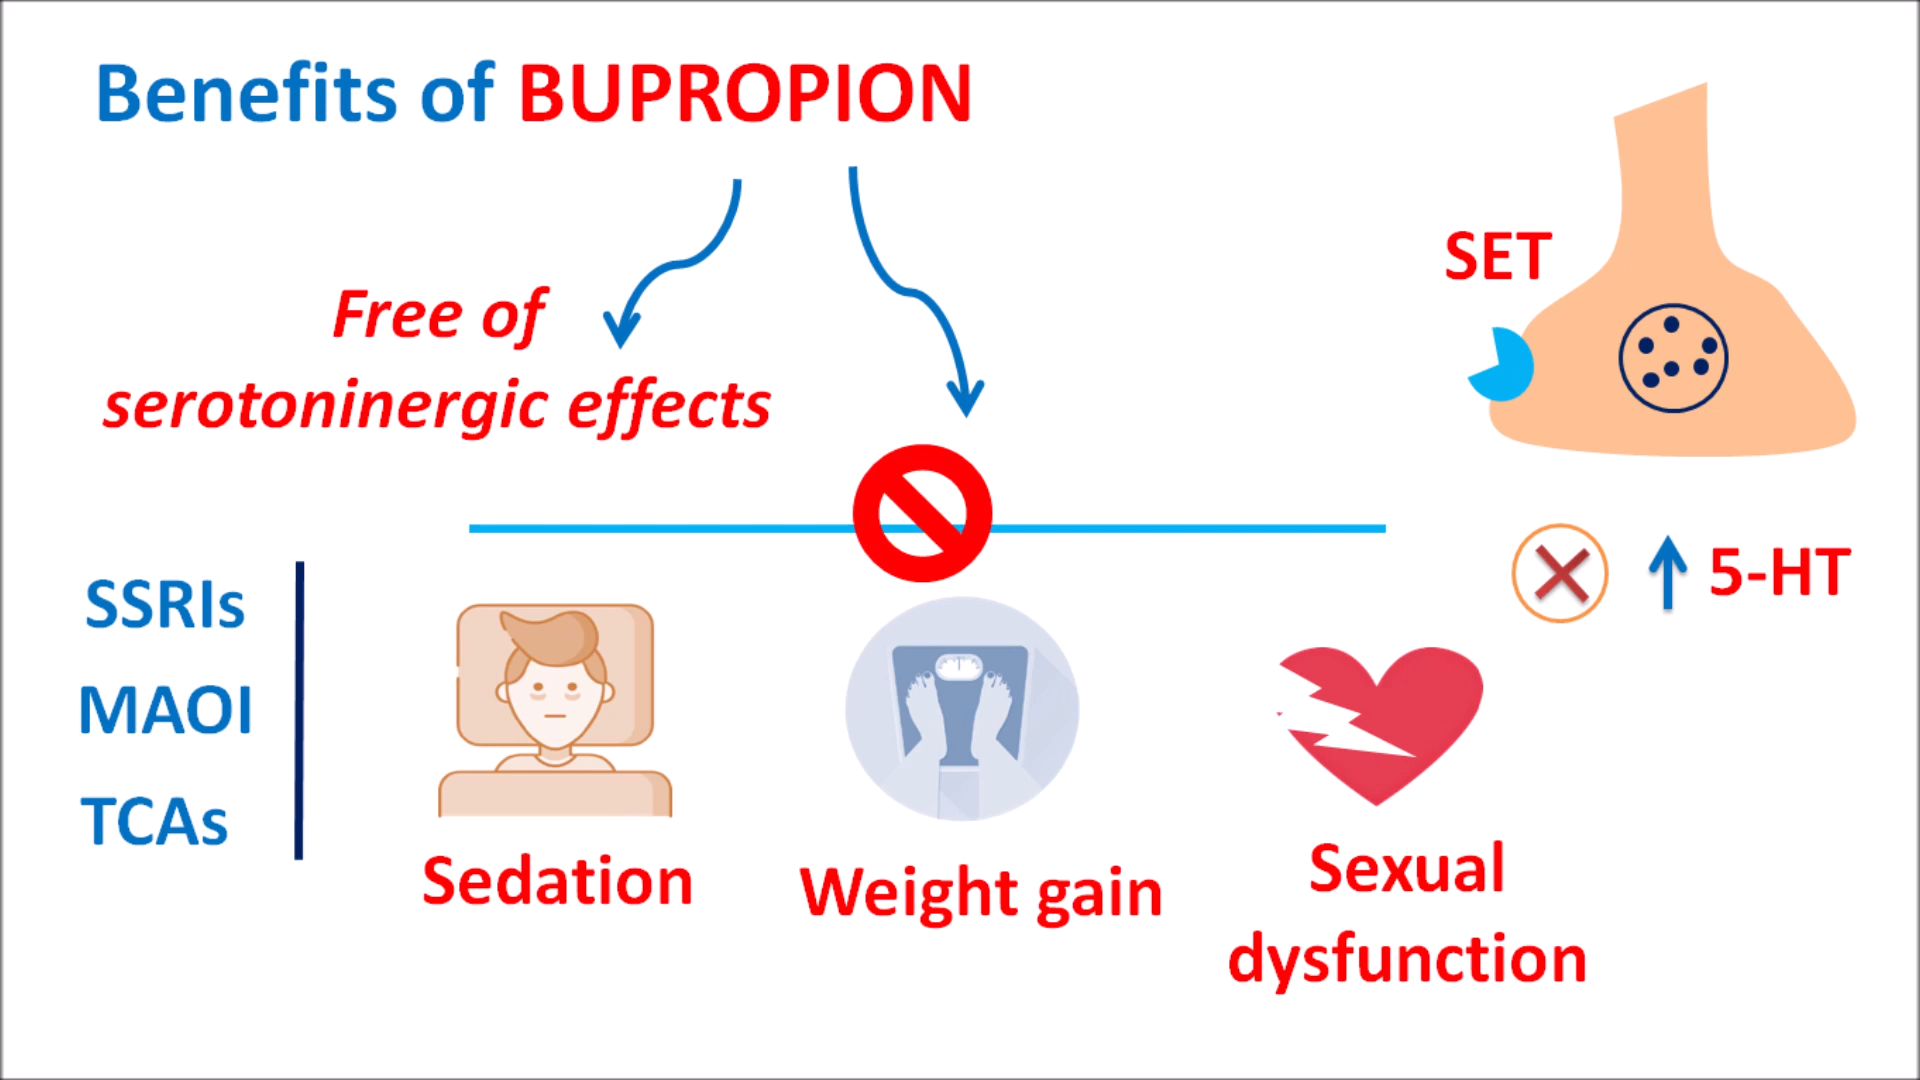 Benefits of BUPROPION
SET
Free of
serotoninergic effects
5-HT
SSRIs
MAOI
TCAs
Sedation
Weight gain
Sexual
dysfunction